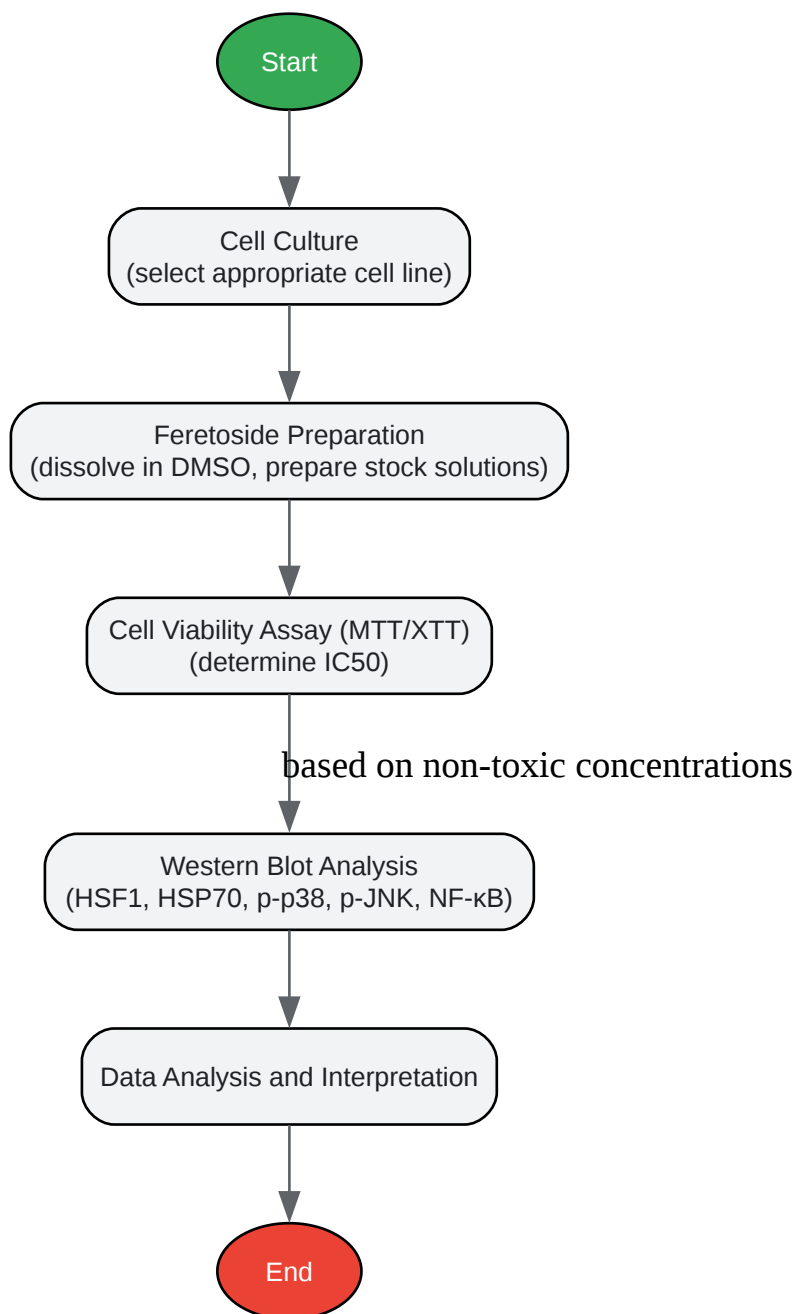 Start
Cell Culture
(select appropriate cell line)
Feretoside Preparation
(dissolve in DMSO, prepare stock solutions)
Cell Viability Assay (MTT/XTT)
(determine IC50)
based on non-toxic concentrations
Western Blot Analysis
(HSF1, HSP70, p-p38, p-JNK, NF-κB)
Data Analysis and Interpretation
End